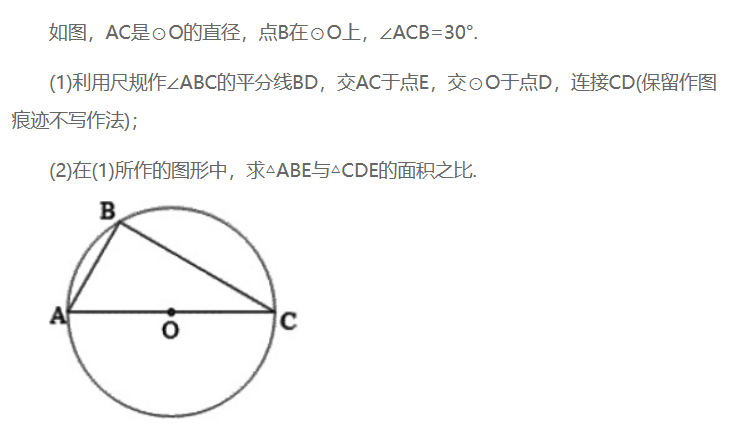 如图，AC是⊙O的直径，点B在⊙O上，∠ACB=30°.
(1)利用尺规作∠ABC的平分线BD，交AC于点E，交⊙O于点D，连接CD(保留作图
痕迹不写作法)；
(2)在(1)所作的图形中，求△ABE与△CDE的面积之比.
B
A
O
C